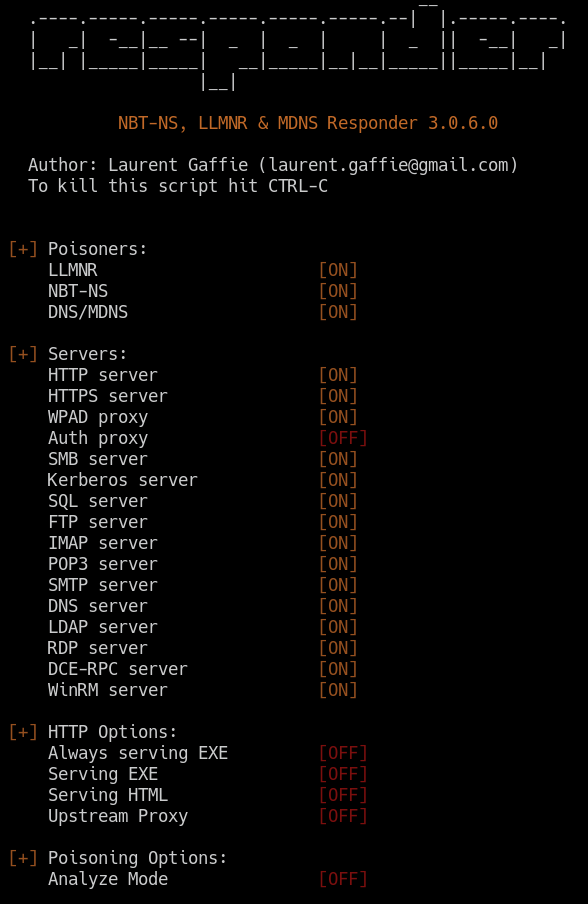 NBT-NS, LLMNR & MDNS Responder 3.0.6.0
Author: Laurent Gaffie (laurent.gaffie@gmail.com)
To kill this script hit CTRL-C
[+] Poisoners:
LLMNR [ON]
NBT-NS [ON]
DNS/MDNS [ON]
[+] Servers:
HTTP server [ON]
HTTPS server [ON]
WPAD proxy [ON]
Auth proxy [OFF]
SMB server [ON]
Kerberos server [ON]
SQL server [ON]
FTP server [ON]
IMAP server [ON]
POP3 server [ON]
SMTP server [ON]
DNS server [ON]
LDAP server [ON]
RDP server [ON]
DCE-RPC server [ON]
WinRM server [ON]
[+] HTTP Options:
Always serving EXE [OFF]
Serving EXE [OFF]
Serving HTML [OFF]
Upstream Proxy [OFF]
[+] Poisoning Options:
Analyze Mode [OFF]